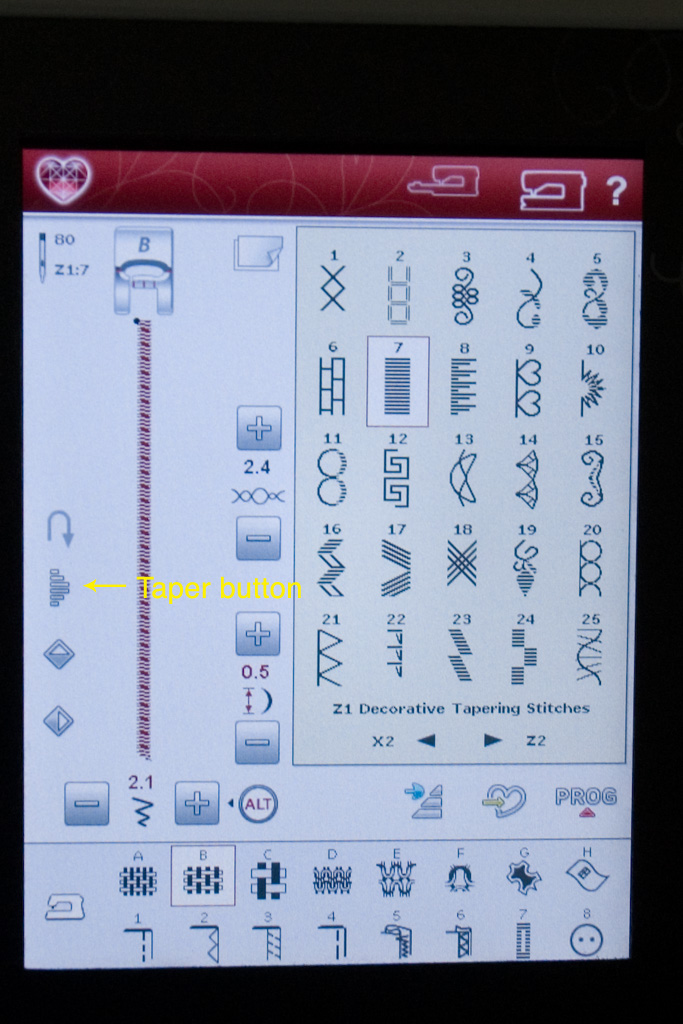 ?
80
Z1:7
B
1 2 3 4 5
6 7 8 9 10
11 12 13 14 15
16 17 18 19 20
21 22 23 24 25
2.4
Taper button
0.5
Z1 Decorative Tapering Stitches
X2 Z2
2.1
ALT
PROG
A B C D E F G H
1 2 3 4 5 6 7 8